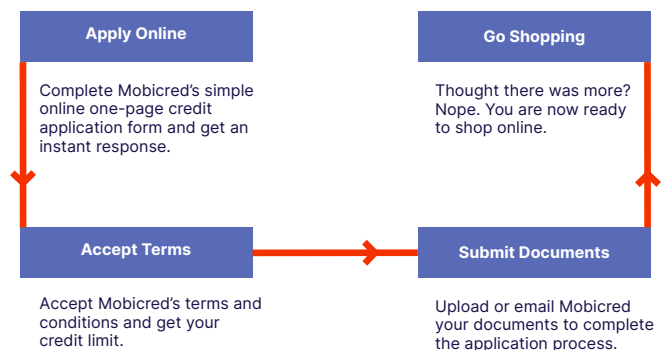 Apply Online
Complete Mobicred’s simple
online one-page credit
application form and get an
instant response.
Accept Terms
Accept Mobicred’s terms and
conditions and get your
credit limit.
Submit Documents
Upload or email Mobicred
your documents to complete
the application process.
Go Shopping
Thought there was more?
Nope. You are now ready
to shop online.